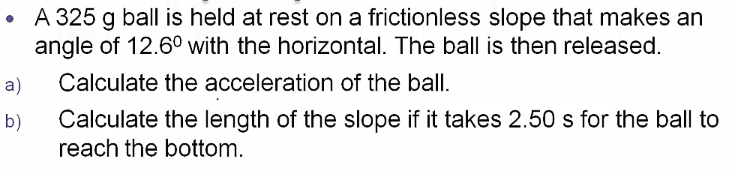 • A 325 g ball is held at rest on a frictionless slope that makes an
angle of 12.6⁰ with the horizontal. The ball is then released.
a) Calculate the acceleration of the ball.
b) Calculate the length of the slope if it takes 2.50 s for the ball to
reach the bottom.